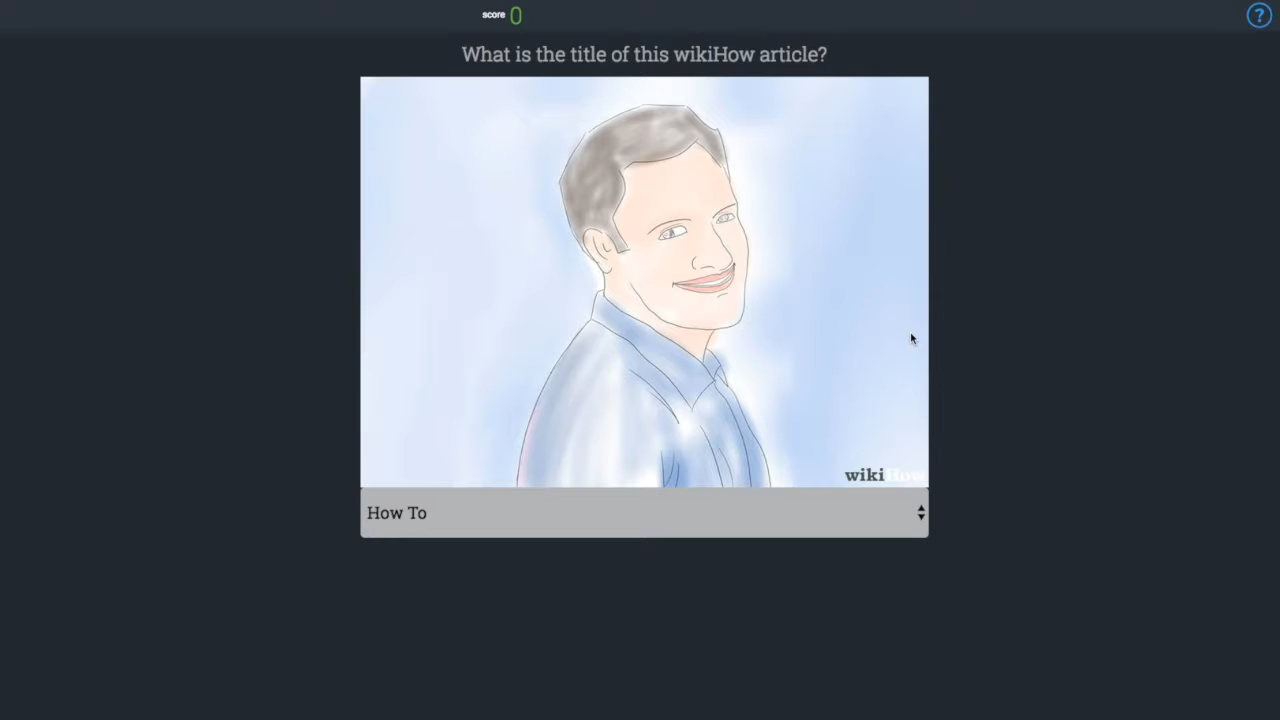 score 0
?
What is the title of this wikiHow article?
wikiHow
How To